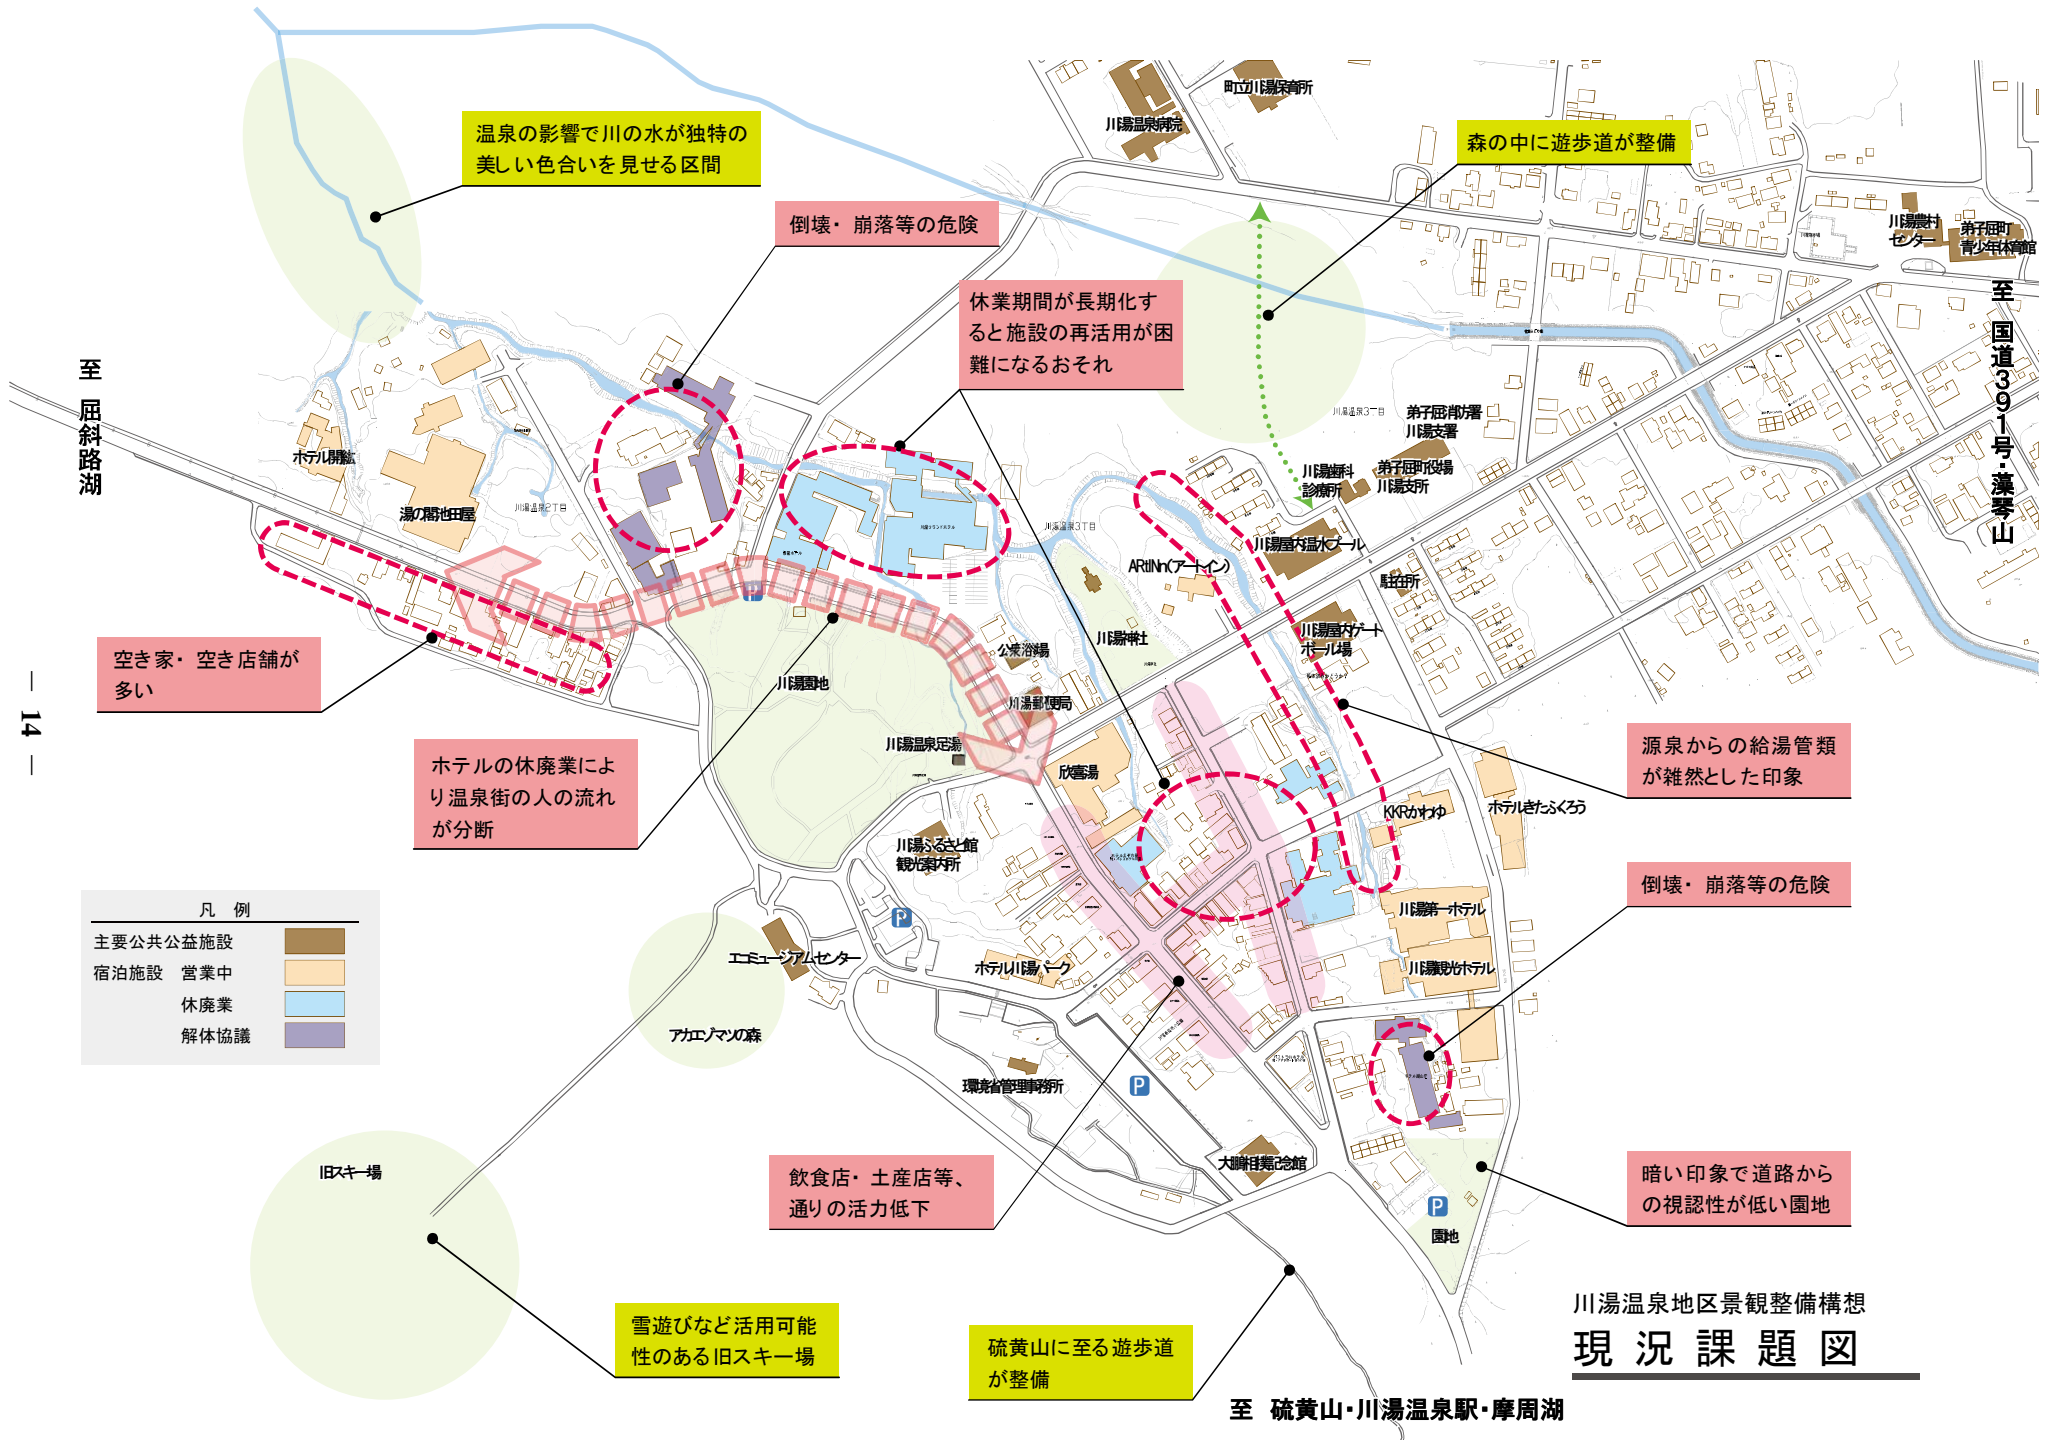 町立川湯保育所
川湯温泉病院
温泉の影響で川の水が独特の
美しい色合いを見せる区間
森の中に遊歩道が整備
倒壊・崩落等の危険
川湯農村
センター
弟子屈町
青少年体育館
休業期間が長期化す
ると施設の再活用が困
難になるおそれ
至 国道391号・藻琴山
至 屈斜路湖
川湯温泉3丁目
弟子屈消防署
川湯支署
ホテル開紘
川湯歯科
診療所
弟子屈町役場
川湯支所
湯の閣池田屋
川湯温泉2丁目
川湯温泉3丁目
川湯屋内温水プール
ARtINn(アートイン)
駐在所
P
川湯神社
川湯屋内ゲート
ボール場
公衆浴場
空き家・空き店舗が
多い
川湯園地
川湯郵便局
— 14 —
川湯温泉足湯
源泉からの給湯管類
が雑然とした印象
ホテルの休廃業によ
り温泉街の人の流れ
が分断
欣喜湯
KKRかわゆ
ホテルきたふくろう
川湯ふるさと館
観光案内所
倒壊・崩落等の危険
凡 例
主要公共公益施設
宿泊施設 営業中
休廃業
解体協議
P
川湯第一ホテル
エコミュージアムセンター
ホテル川湯パーク
川湯観光ホテル
アカエゾマツの森
環境省管理事務所
P
旧スキー場
飲食店・土産店等、
通りの活力低下
大鵬相撲記念館
暗い印象で道路から
の視認性が低い園地
P
園地
雪遊びなど活用可能
性のある旧スキー場
硫黄山に至る遊歩道
が整備
川湯温泉地区景観整備構想
現況課題図
至 硫黄山・川湯温泉駅・摩周湖